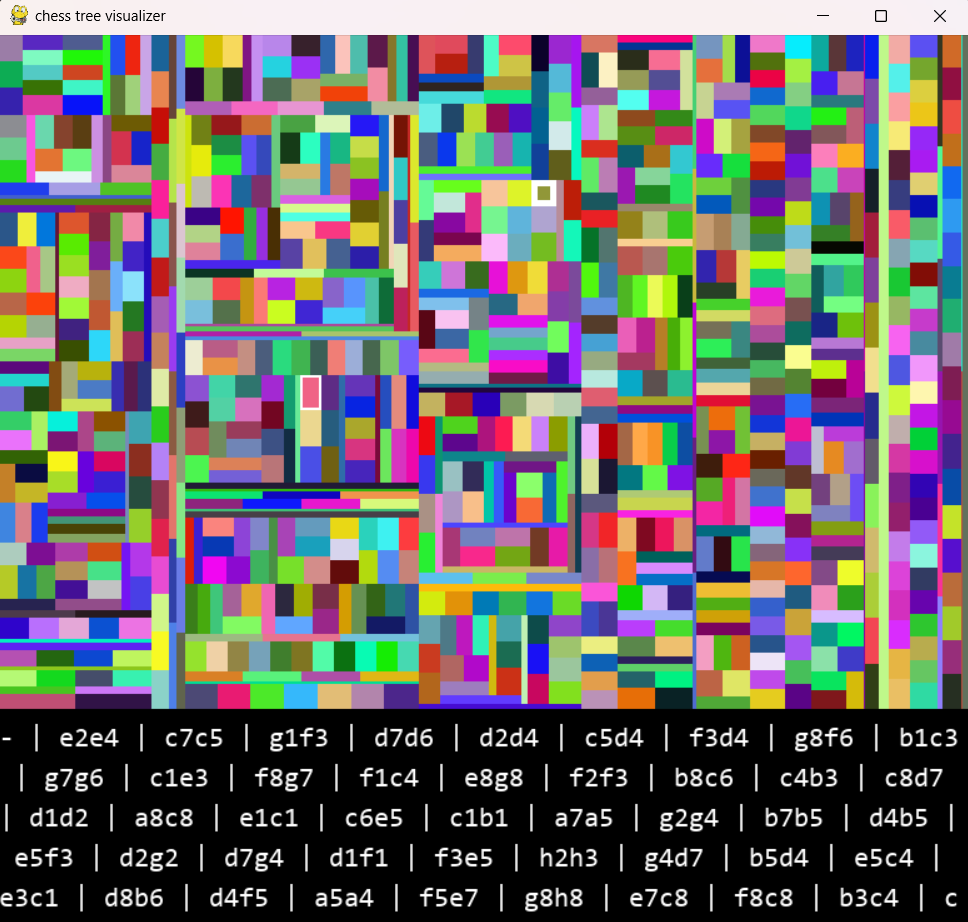 chess tree visualizer
- | e2e4 | c7c5 | g1f3 | d7d6 | d2d4 | c5d4 | f3d4 | g8f6 | b1c3
| g7g6 | c1e3 | f8g7 | f1c4 | e8g8 | f2f3 | b8c6 | c4b3 | c8d7
| d1d2 | a8c8 | e1c1 | c6e5 | c1b1 | a7a5 | g2g4 | b7b5 | d4b5 |
e5f3 | d2g2 | d7g4 | d1f1 | f3e5 | h2h3 | g4d7 | b5d4 | e5c4 |
e3c1 | d8b6 | d4f5 | a5a4 | f5e7 | g8h8 | e7c8 | f8c8 | b3c4 | c